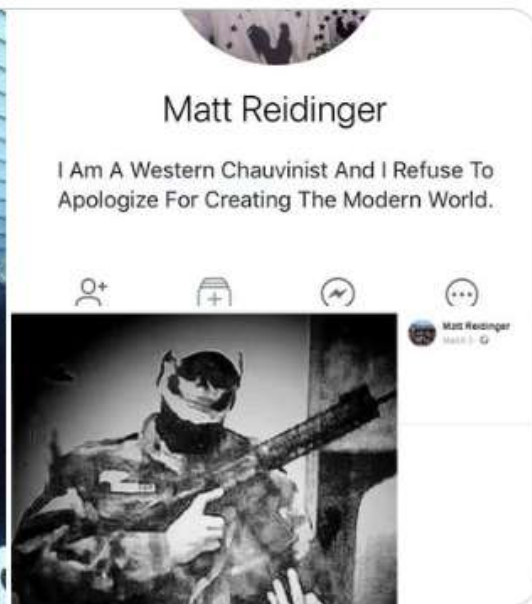 Matt Reidinger
I Am A Western Chauvinist And I Refuse To
Apologize For Creating The Modern World.
Matt Reidinger